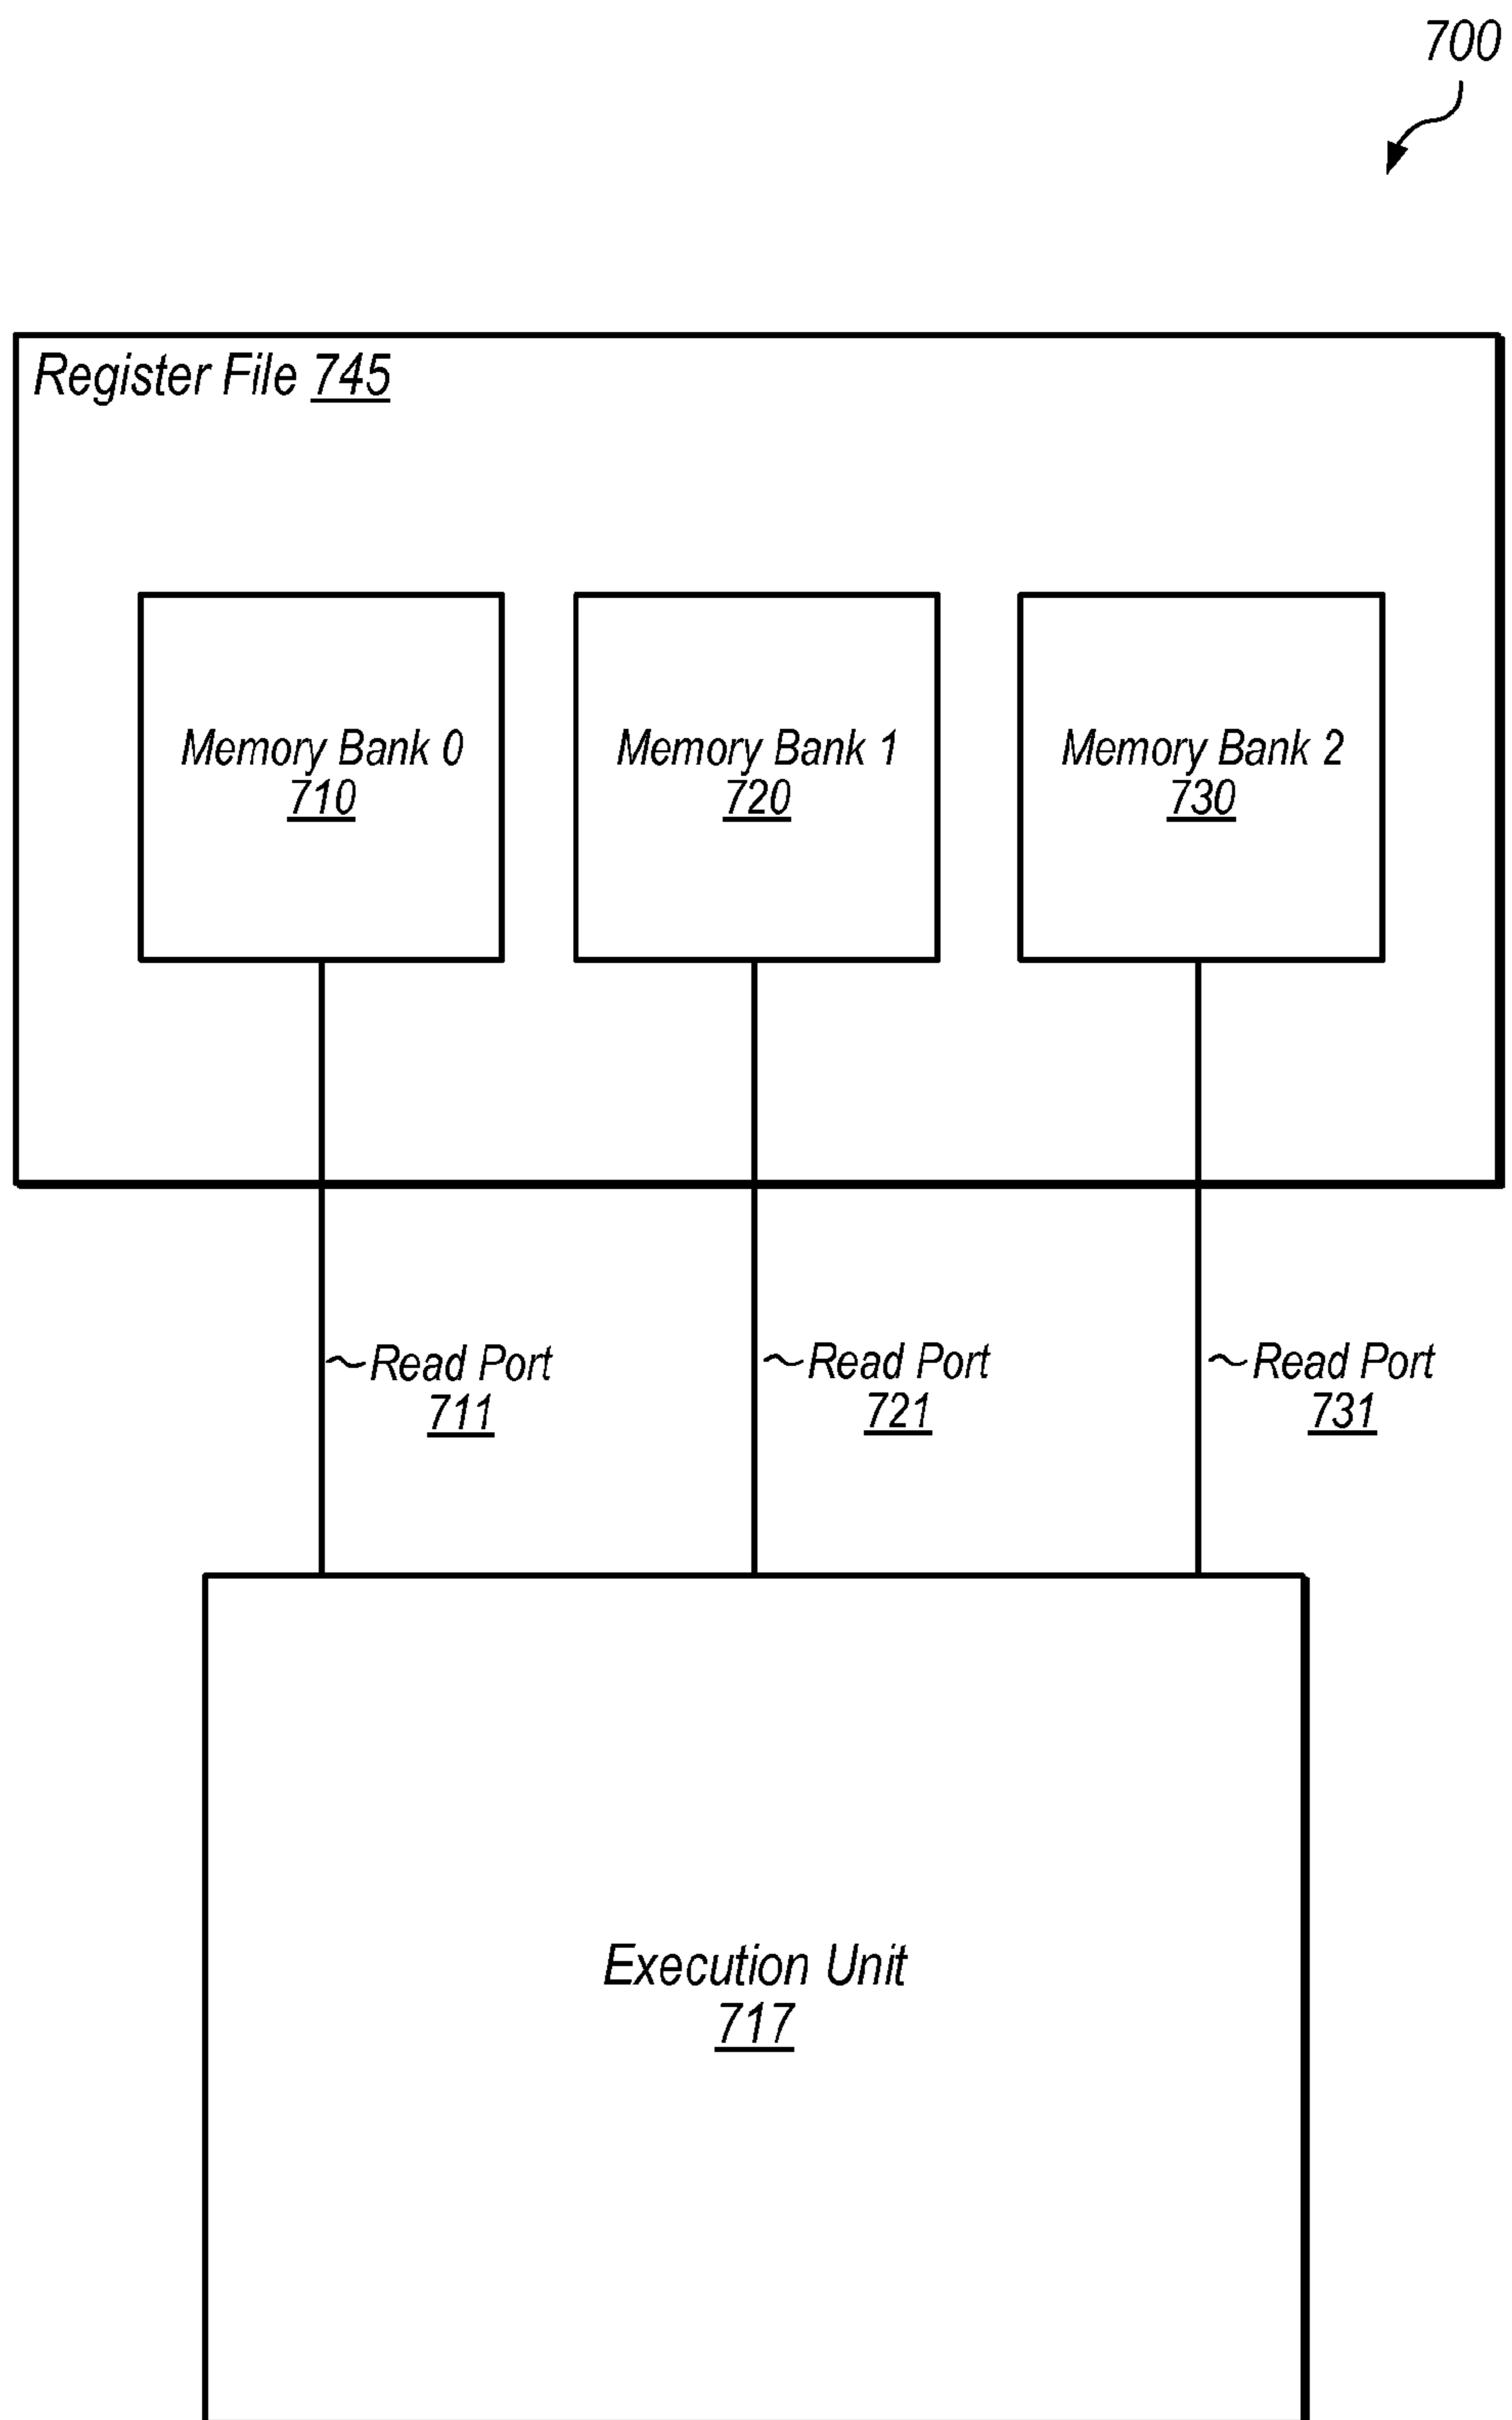 700
Register File 745
Memory Bank 0
710
Memory Bank 1
720
Memory Bank 2
730
Read Port
711
Read Port
721
Read Port
731
Execution Unit
717